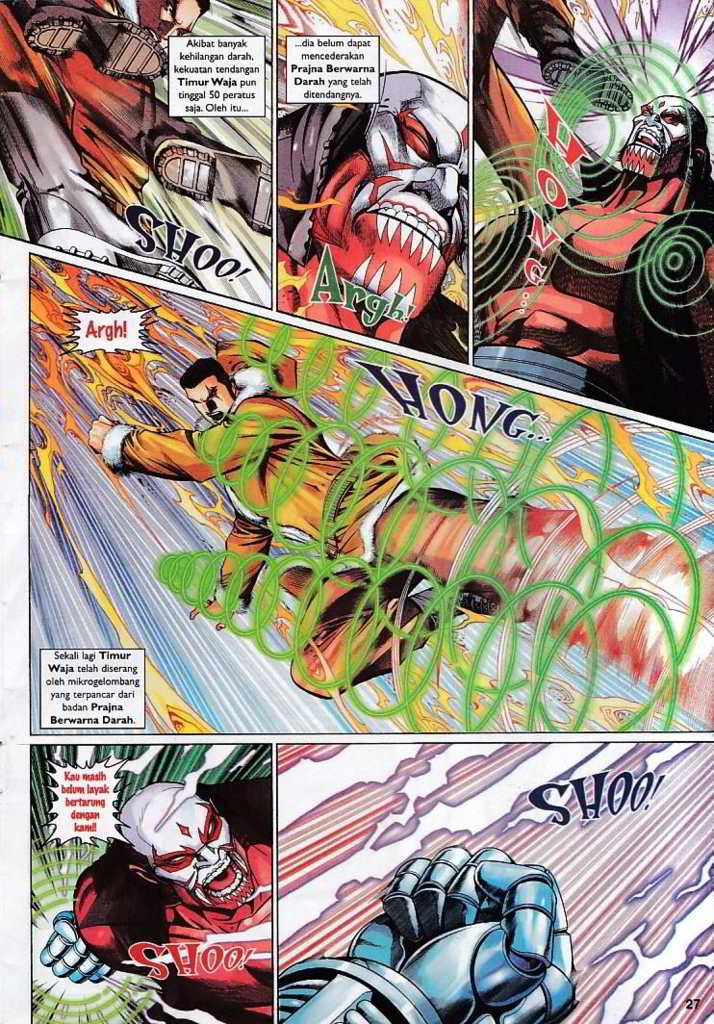 Akibat banyak
kehilangan darah,
kekuatan tendangan
Timur Waja pun
tinggal 50 peratus
saja. Oleh itu...
SHOO!
...dia belum dapat
mencederakan
Prajna Berwarna
Darah yang telah
ditendangnya.
Argh!
HONG...
Argh!
HONG...
Sekali lagi Timur
Waja telah diserang
oleh mikrogelombang
yang terpancar dari
badan Prajna
Berwarna Darah.
Kau masih
belum layak
bertarung
dengan
kami!!
SHOO!
SHOO!
27